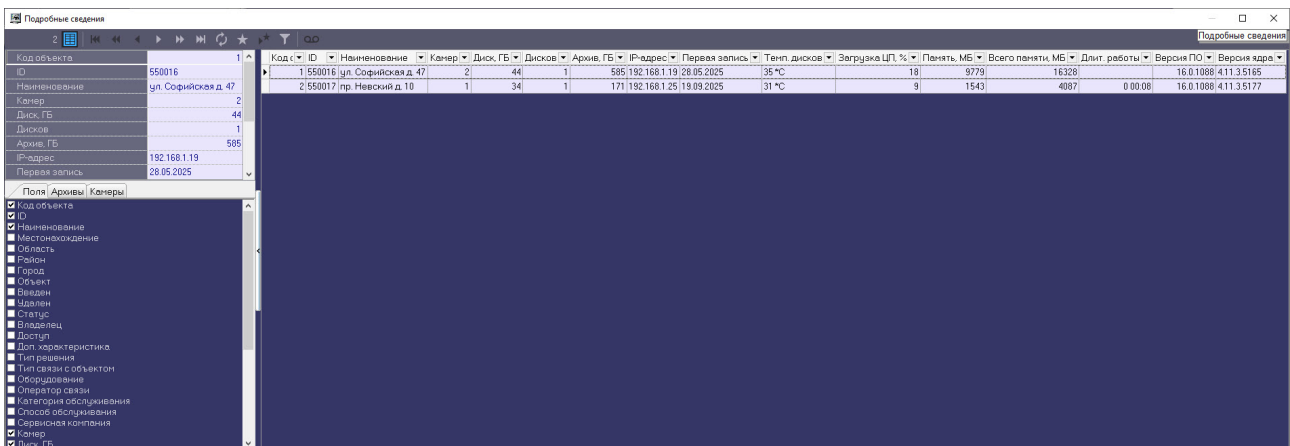 Подробные сведения
2
Подробные сведения
Код объекта 1
ID 550016
Наименование ул. Софийская д. 47
Камер 2
Диск, ГБ 44
Дисков 1
Архив, ГБ 585
IP-адрес 192.168.1.19
Первая запись 28.05.2025
Поля Архивы Камеры
Код объекта
ID
Наименование
Местонахождение
Область
Район
Город
Объект
Введен
Удален
Статус
Владелец
Доступ
Доп. характеристика
Тип решения
Тип связи с объектом
Оборудование
Оператор связи
Категория обслуживания
Способ обслуживания
Сервисная компания
Камер
Диск, ГБ
Код с ID Наименование Камер Диск, ГБ Дисков Архив, ГБ IP-адрес Первая запись Темп. дисков Загрузка ЦП, % Память, МБ Всего памяти, МБ Длит. работы Версия ПО Версия ядра
1 550016 ул. Софийская д. 47 2 44 1 585 192.168.1.19 28.05.2025 35 °C 18 9779 16328 16.0.1088 4.11.3.5165
2 550017 пр. Невский д. 10 1 34 1 171 192.168.1.25 19.09.2025 31 °C 9 1543 4087 0 00:08 16.0.1088 4.11.3.5177